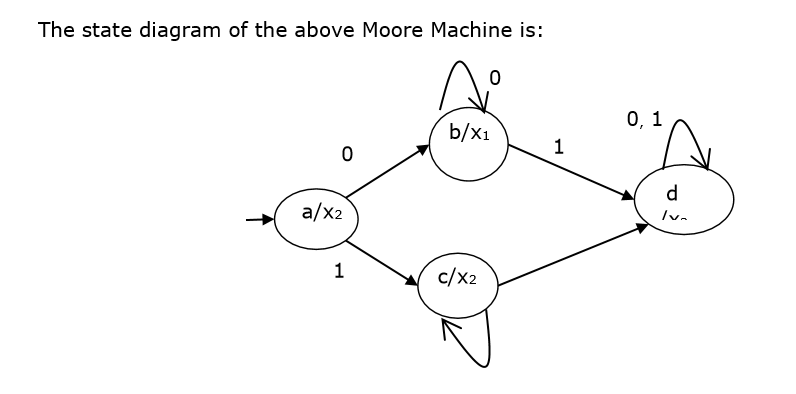 The state diagram of the above Moore Machine is:
0
b/x1
0, 1
1
0
d
a/x2
1
c/x2